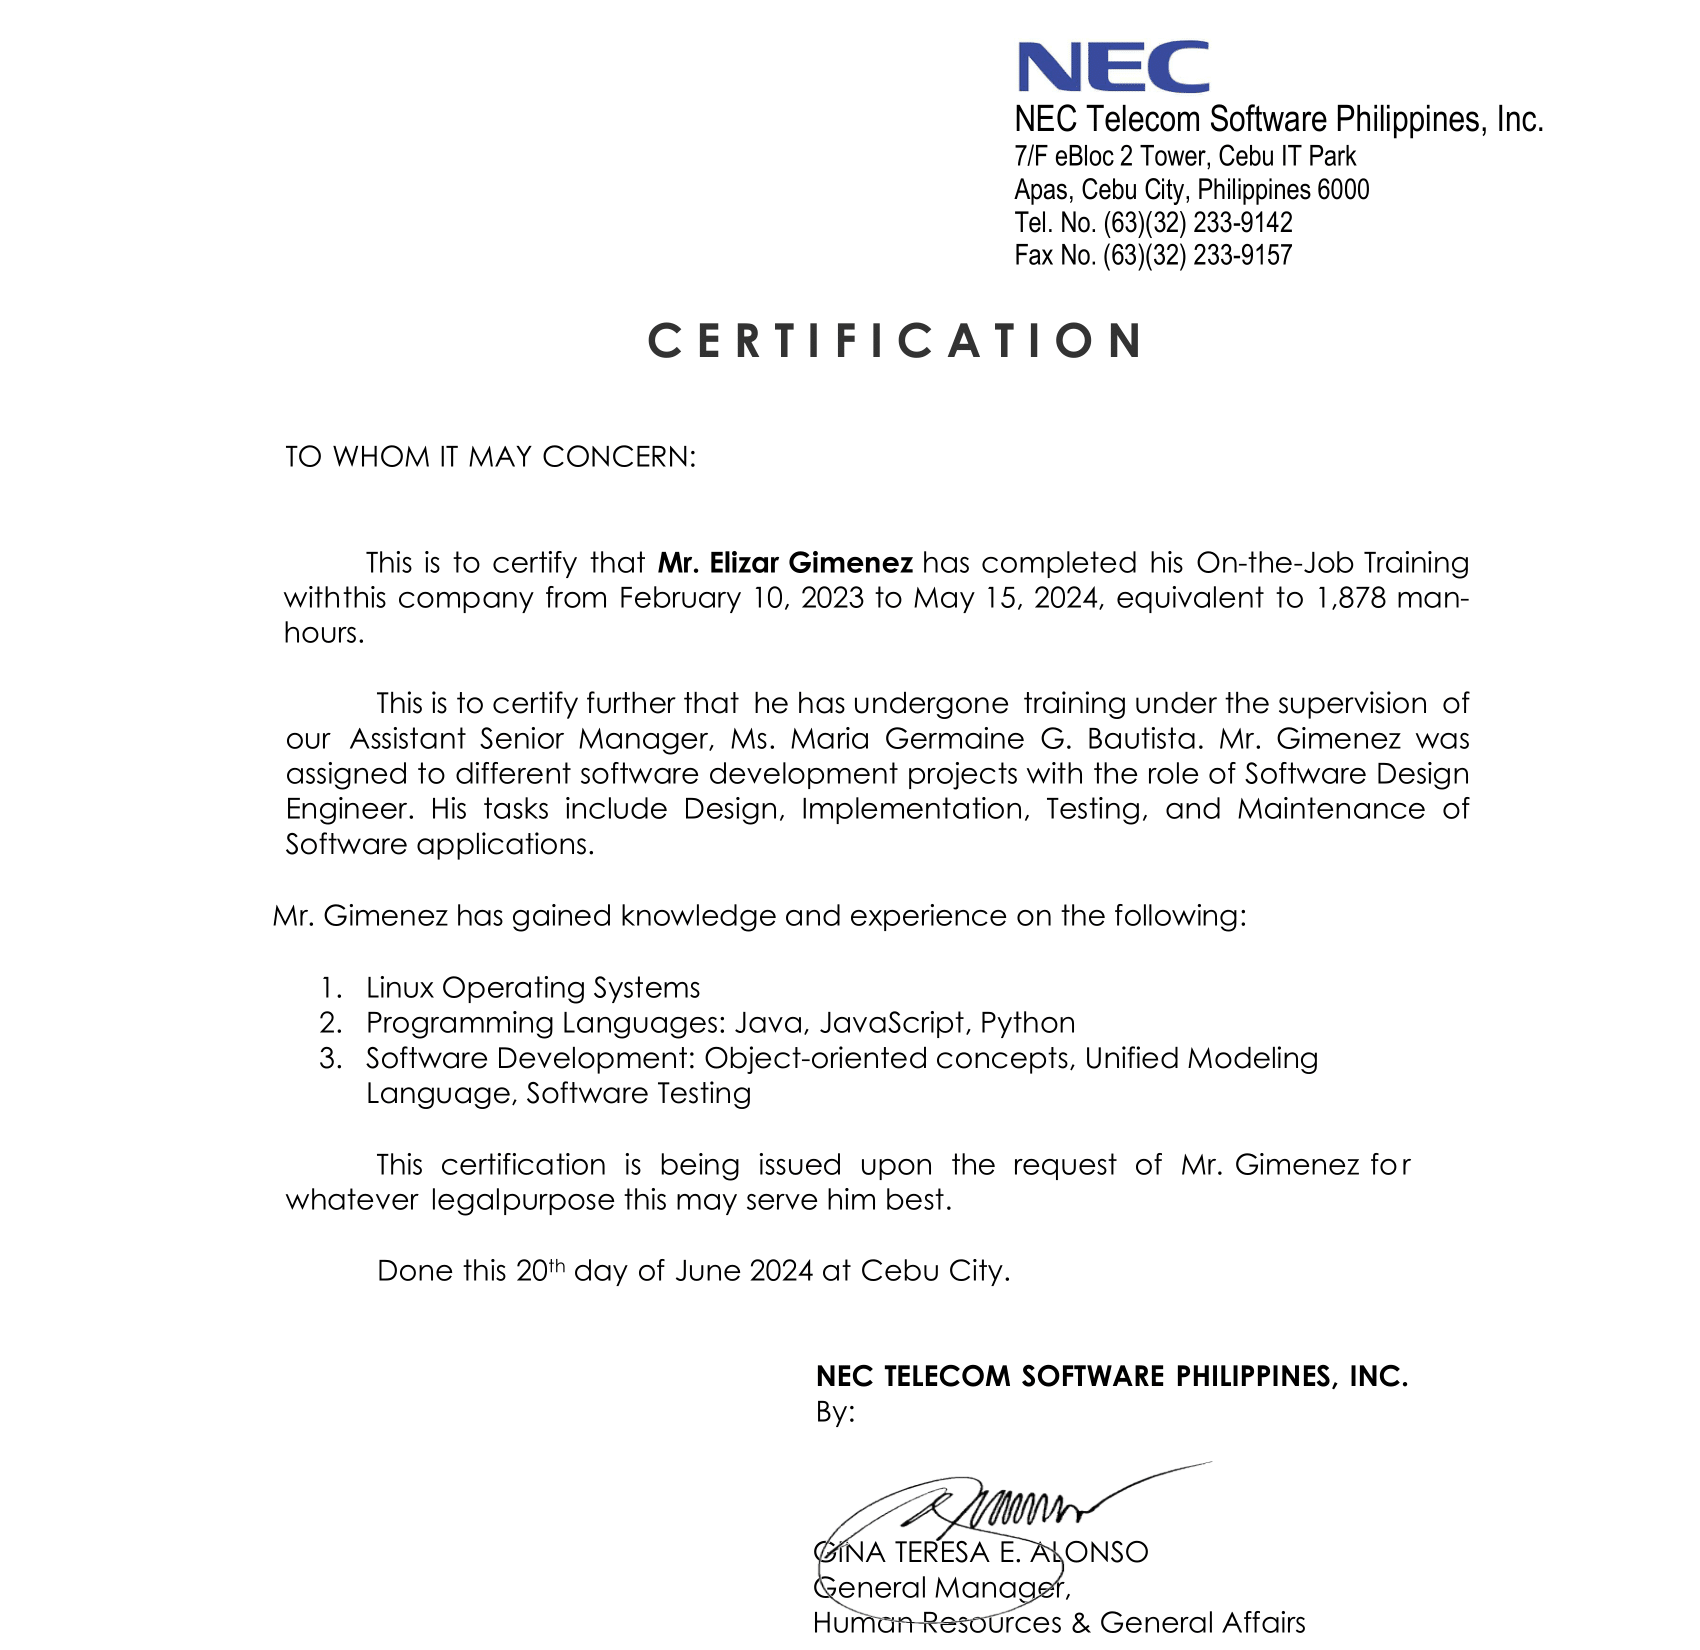 NEC
NEC Telecom Software Philippines, Inc.
7/F eBloc 2 Tower, Cebu IT Park
Apas, Cebu City, Philippines 6000
Tel. No. (63)(32) 233-9142
Fax No. (63)(32) 233-9157
CERTIFICATION
TO WHOM IT MAY CONCERN:
This is to certify that Mr. Elizar Gimenez has completed his On-the-Job Training
withthis company from February 10, 2023 to May 15, 2024, equivalent to 1,878 man-
hours.
This is to certify further that he has undergone training under the supervision of
our Assistant Senior Manager, Ms. Maria Germaine G. Bautista. Mr. Gimenez was
assigned to different software development projects with the role of Software Design
Engineer. His tasks include Design, Implementation, Testing, and Maintenance of
Software applications.
Mr. Gimenez has gained knowledge and experience on the following:
1. Linux Operating Systems
2. Programming Languages: Java, JavaScript, Python
3. Software Development: Object-oriented concepts, Unified Modeling
Language, Software Testing
This certification is being issued upon the request of Mr. Gimenez for
whatever legalpurpose this may serve him best.
Done this 20th day of June 2024 at Cebu City.
NEC TELECOM SOFTWARE PHILIPPINES, INC.
By:
GINA TERESA E. ALONSO
General Manager,
Human Resources & General Affairs